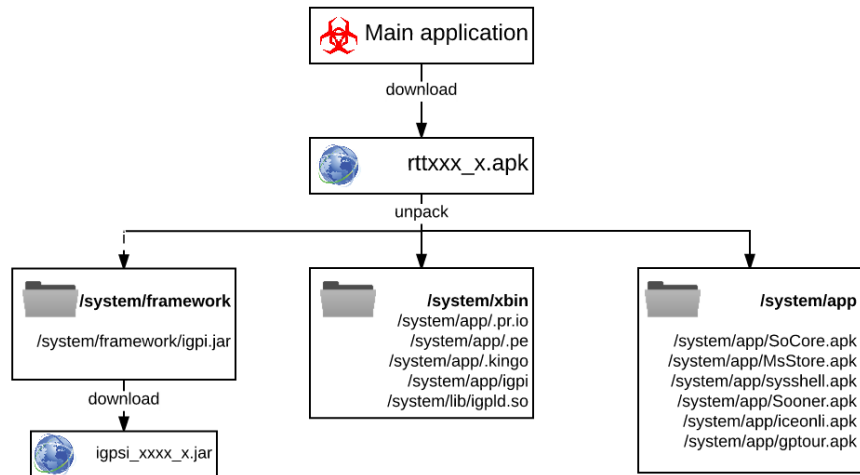 Main application
download
rttxxx_x.apk
unpack
/system/framework
/system/framework/igpi.jar
download
igpsi_xxxx_x.jar
/system/xbin
/system/app/.pr.io
/system/app/.pe
/system/app/.kingo
/system/app/igpi
/system/lib/igpld.so
/system/app
/system/app/SoCore.apk
/system/app/MsStore.apk
/system/app/sysshell.apk
/system/app/Sooner.apk
/system/app/iceonli.apk
/system/app/gptour.apk